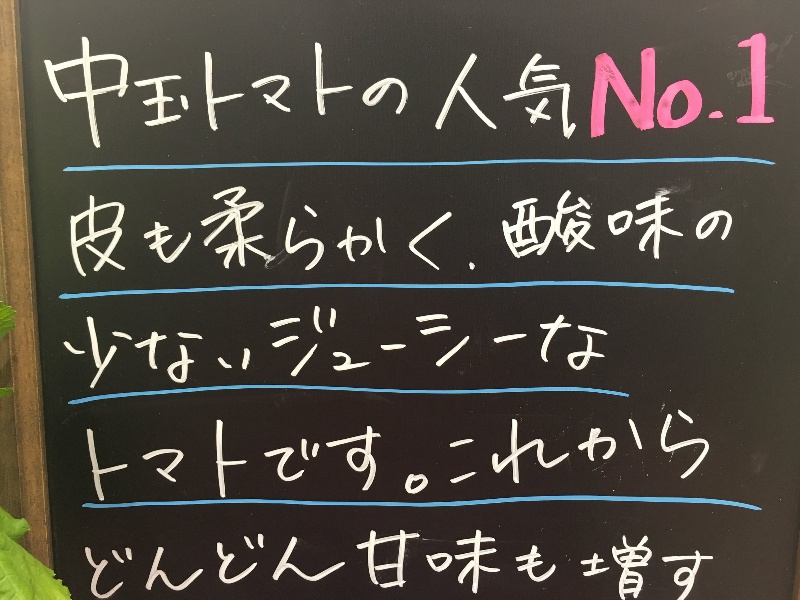 中玉トマトの人気No.1
皮も柔らかく、酸味の
少ないジューシーな
トマトです。これから
どんどん甘味も増す